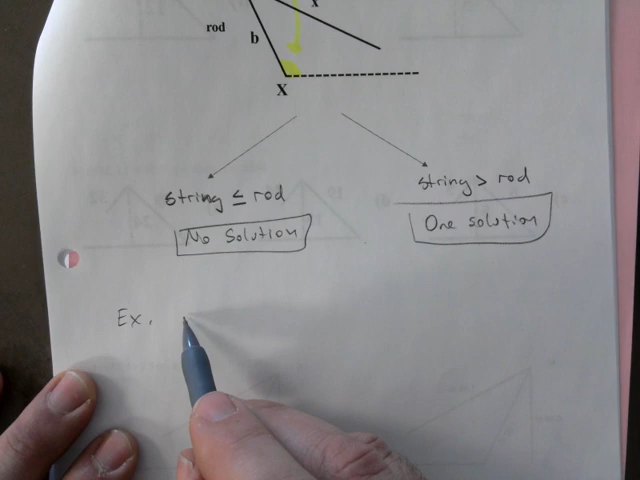 x
rod
b
X
string ≤ rod
string > rod
No Solution
One solution
Ex.